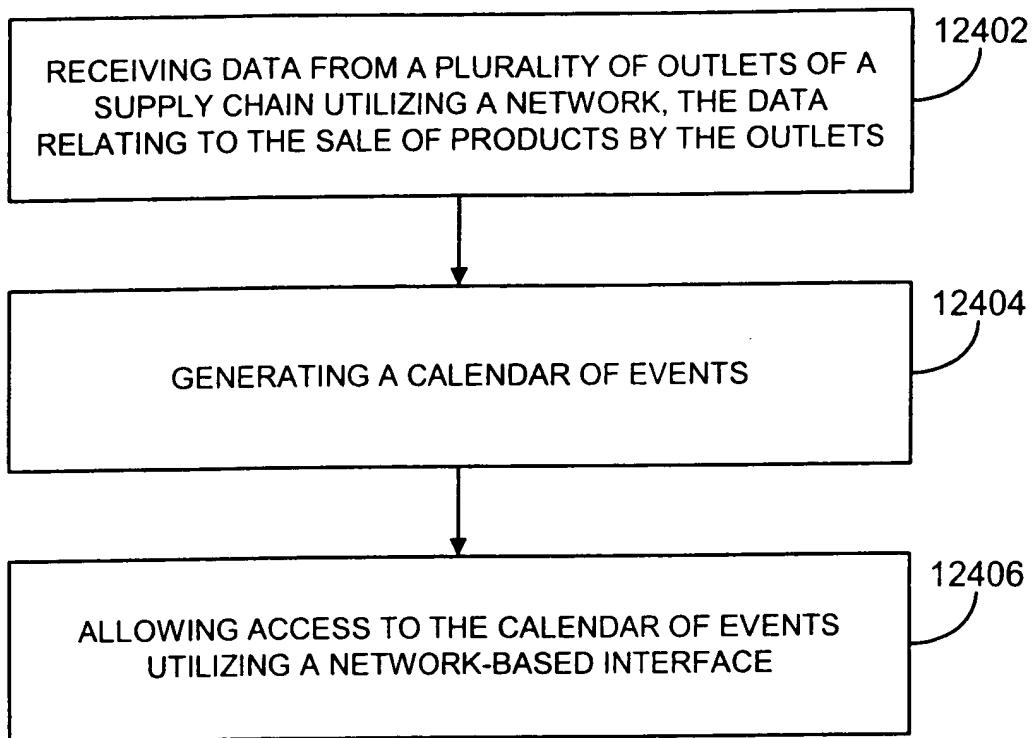 12402
RECEIVING DATA FROM A PLURALITY OF OUTLETS OF A
SUPPLY CHAIN UTILIZING A NETWORK, THE DATA
RELATING TO THE SALE OF PRODUCTS BY THE OUTLETS
12404
GENERATING A CALENDAR OF EVENTS
12406
ALLOWING ACCESS TO THE CALENDAR OF EVENTS
UTILIZING A NETWORK-BASED INTERFACE